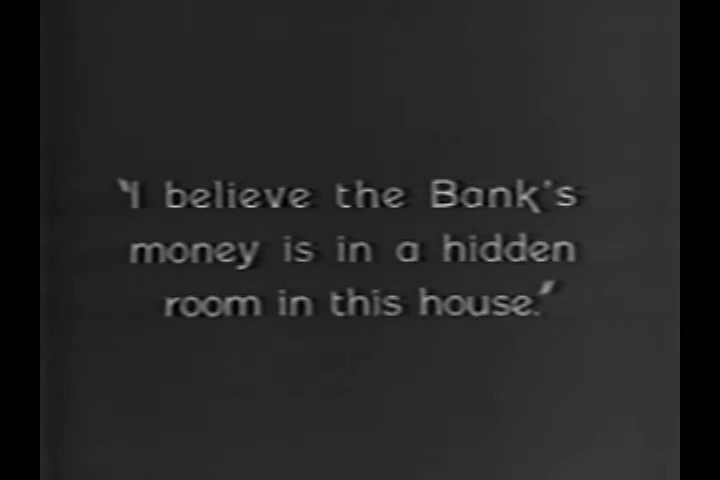 "I believe the Bank's
money is in a hidden
room in this house."